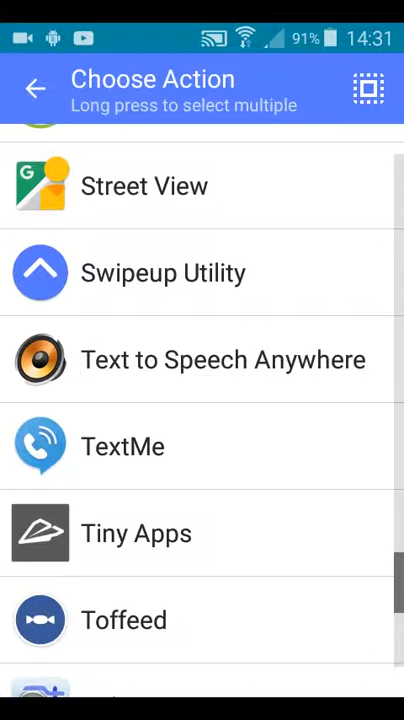 91% 14:31
Choose Action
Long press to select multiple
G
Street View
Swipeup Utility
Text to Speech Anywhere
TextMe
Tiny Apps
Toffeed